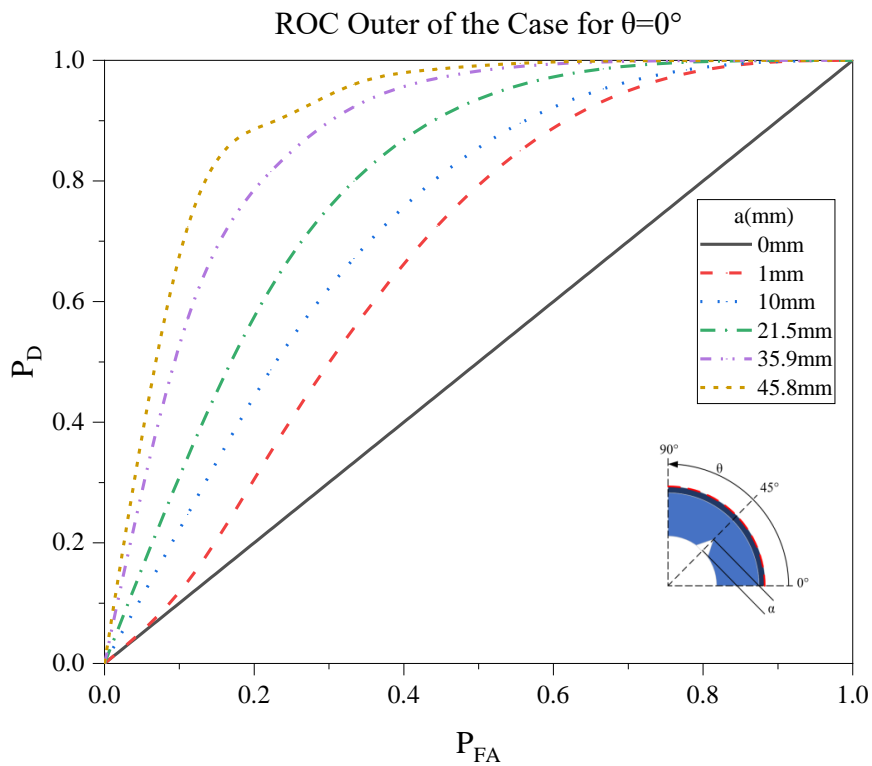 ROC Outer of the Case for θ=0°
1.0
0.8
0.6
0.4
0.2
0.0
P_D
0.0 0.2 0.4 0.6 0.8 1.0
P_FA
a(mm)
0mm
1mm
10mm
21.5mm
35.9mm
45.8mm
90°
θ
45°
0°
α